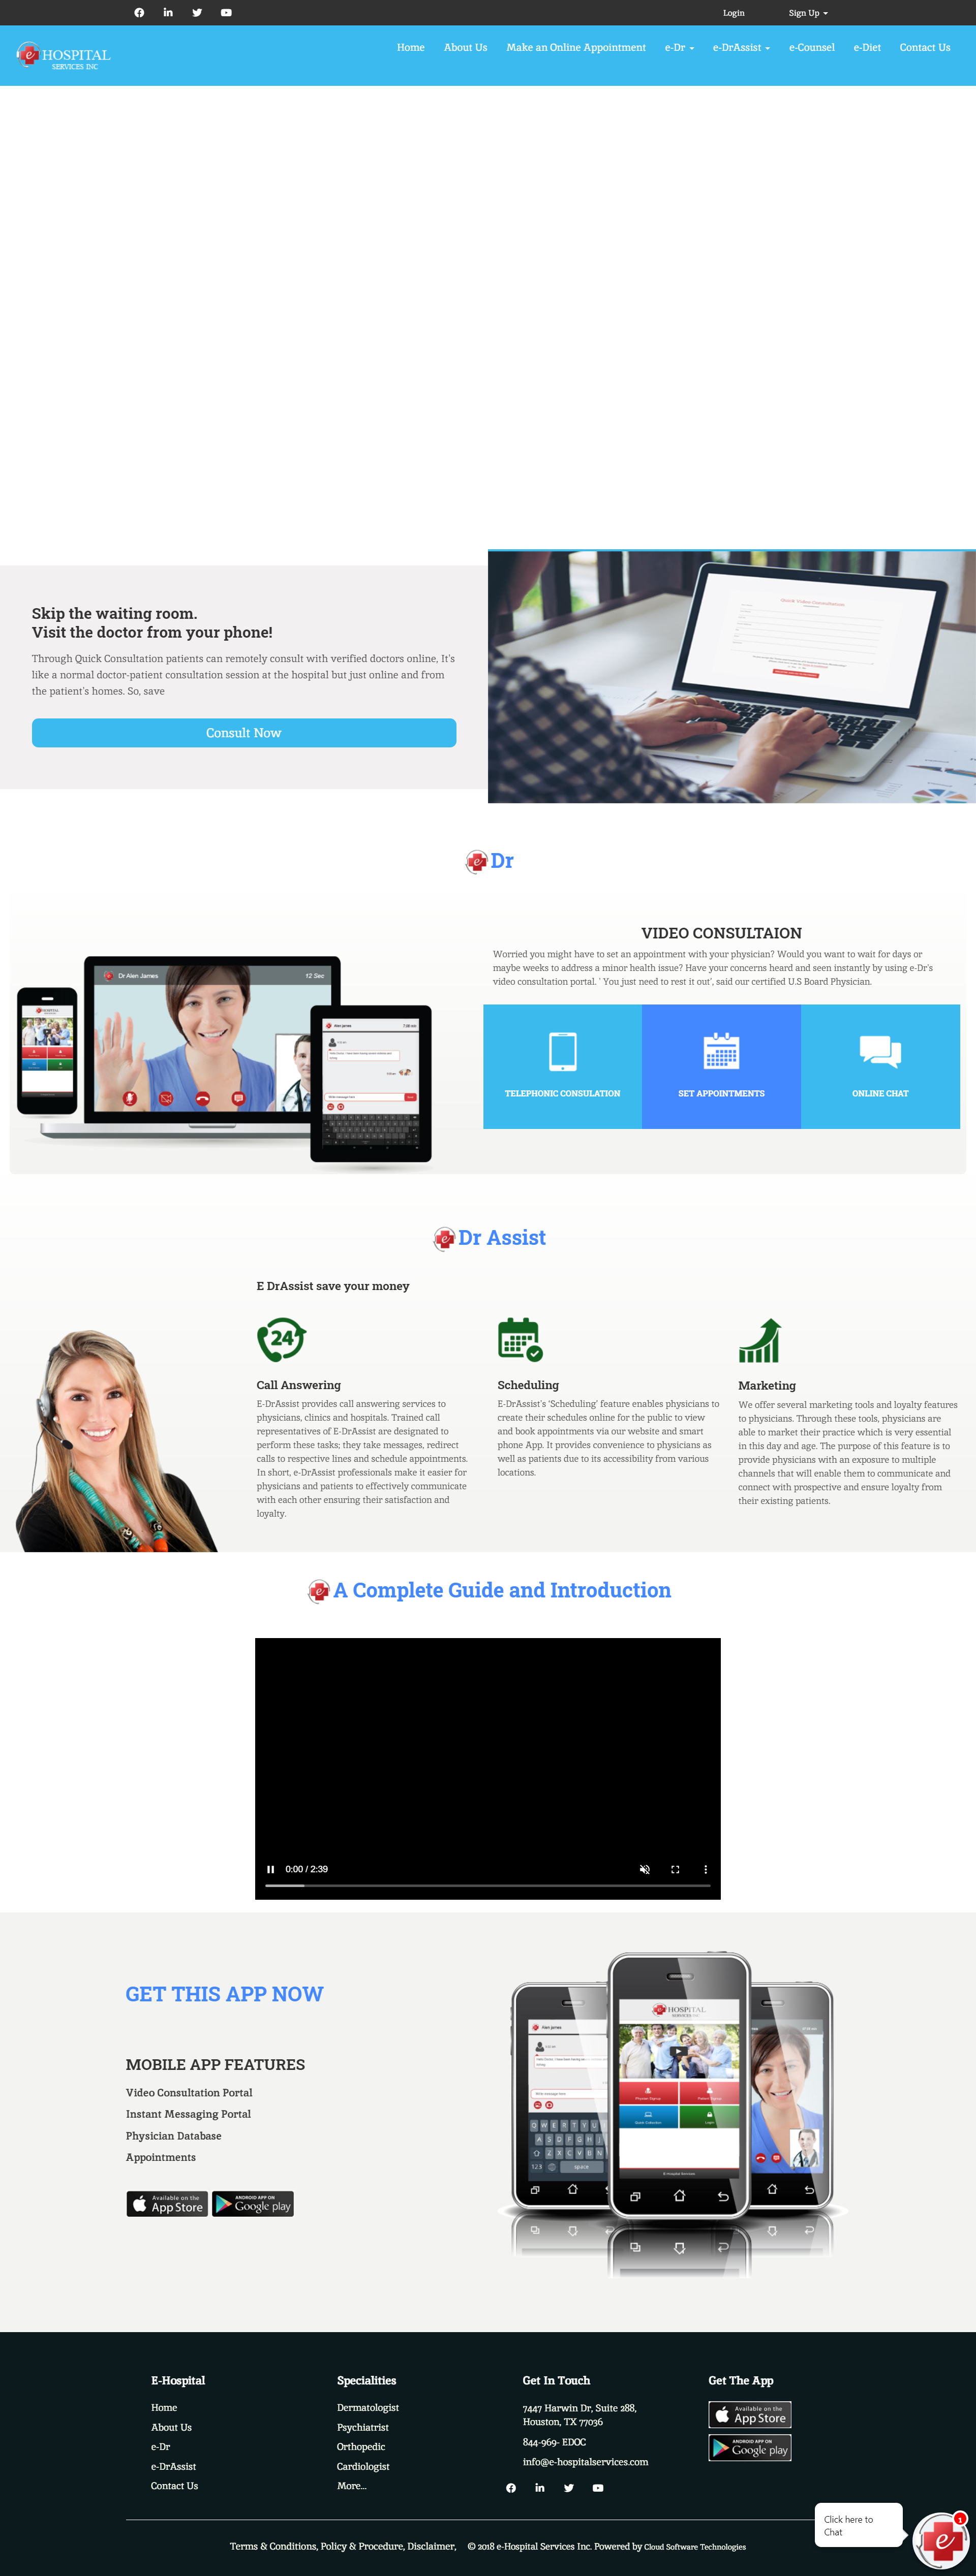 Login
Sign Up
e HOSPITAL
SERVICES INC
Home
About Us
Make an Online Appointment
e-Dr
e-DrAssist
e-Counsel
e-Diet
Contact Us
Skip the waiting room.
Visit the doctor from your phone!
Through Quick Consultation patients can remotely consult with verified doctors online, It's
like a normal doctor-patient consultation session at the hospital but just online and from
the patient's homes. So, save
Consult Now
e Dr
Dr Alen James
12 Sec
VIDEO CONSULTAION
Worried you might have to set an appointment with your physician? Would you want to wait for days or
maybe weeks to address a minor health issue? Have your concerns heard and seen instantly by using e-Dr's
video consultation portal. ' You just need to rest it out', said our certified U.S Board Physician.
TELEPHONIC CONSULATION
SET APPOINTMENTS
ONLINE CHAT
e Dr Assist
E DrAssist save your money
24
Call Answering
E-DrAssist provides call answering services to
physicians, clinics and hospitals. Trained call
representatives of E-DrAssist are designated to
perform these tasks; they take messages, redirect
calls to respective lines and schedule appointments.
In short, e-DrAssist professionals make it easier for
physicians and patients to effectively communicate
with each other ensuring their satisfaction and
loyalty.
Scheduling
E-DrAssist's 'Scheduling' feature enables physicians to
create their schedules online for the public to view
and book appointments via our website and smart
phone App. It provides convenience to physicians as
well as patients due to its accessibility from various
locations.
Marketing
We offer several marketing tools and loyalty features
to physicians. Through these tools, physicians are
able to market their practice which is very essential
in this day and age. The purpose of this feature is to
provide physicians with an exposure to multiple
channels that will enable them to communicate and
connect with prospective and ensure loyalty from
their existing patients.
e A Complete Guide and Introduction
0:00 / 2:39
GET THIS APP NOW
MOBILE APP FEATURES
Video Consultation Portal
Instant Messaging Portal
Physician Database
Appointments
Available on the
App Store
ANDROID APP ON
Google play
HOSPITAL
E-Hospital
Home
About Us
e-Dr
e-DrAssist
Contact Us
Specialities
Dermatologist
Psychiatrist
Orthopedic
Cardiologist
More...
Get In Touch
7447 Harwin Dr, Suite 288,
Houston, TX 77036
844-969- EDOC
info@e-hospitalservices.com
Get The App
Available on the
App Store
ANDROID APP ON
Google play
Click here to
Chat
1
e
Terms & Conditions, Policy & Procedure, Disclaimer, © 2018 e-Hospital Services Inc. Powered by Cloud Software Technologies